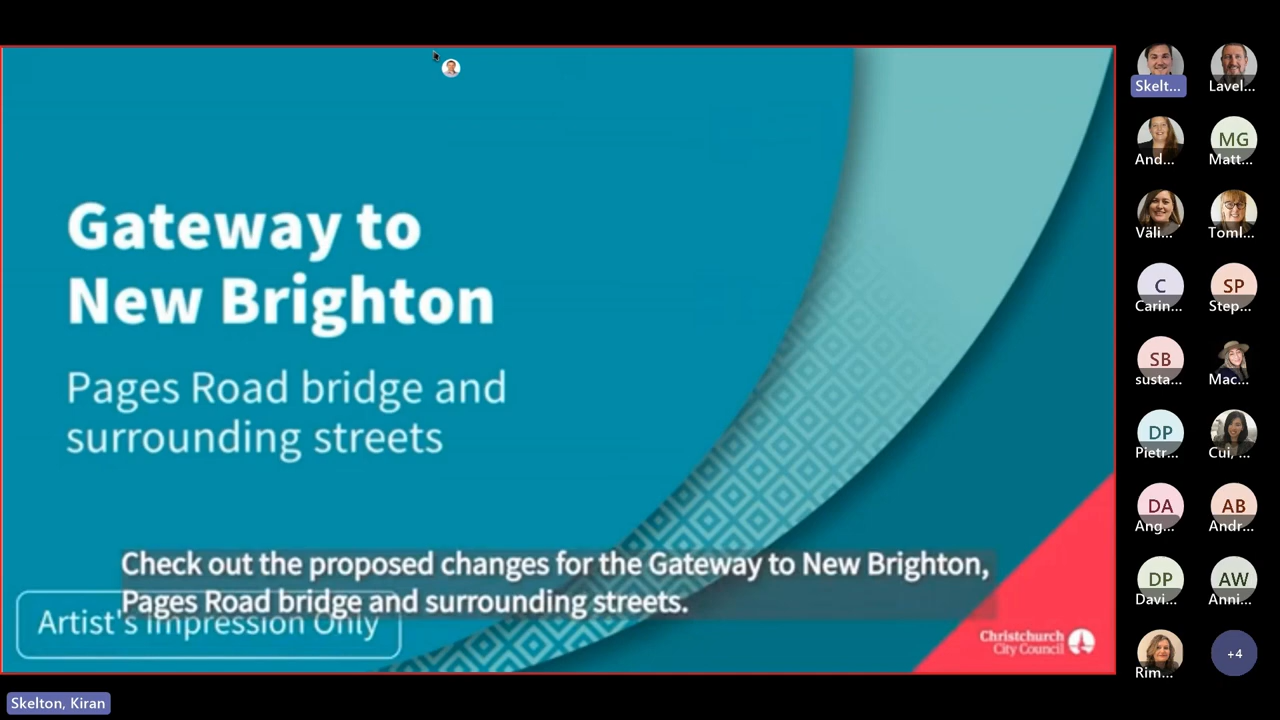 Gateway to
New Brighton
Pages Road bridge and
surrounding streets
Check out the proposed changes for the Gateway to New Brighton,
Pages Road bridge and surrounding streets.
Artist's Impression Only
Christchurch
City Council
Skelton, Kiran
Skelt...
Lavel...
And...
MG
Matt...
Väli...
Toml...
C
Carin...
SP
Step...
SB
susta...
Mac...
DP
Pietr...
Cui, ...
DA
Ang...
AB
Andr...
DP
Davi...
AW
Anni...
Rim...
+4